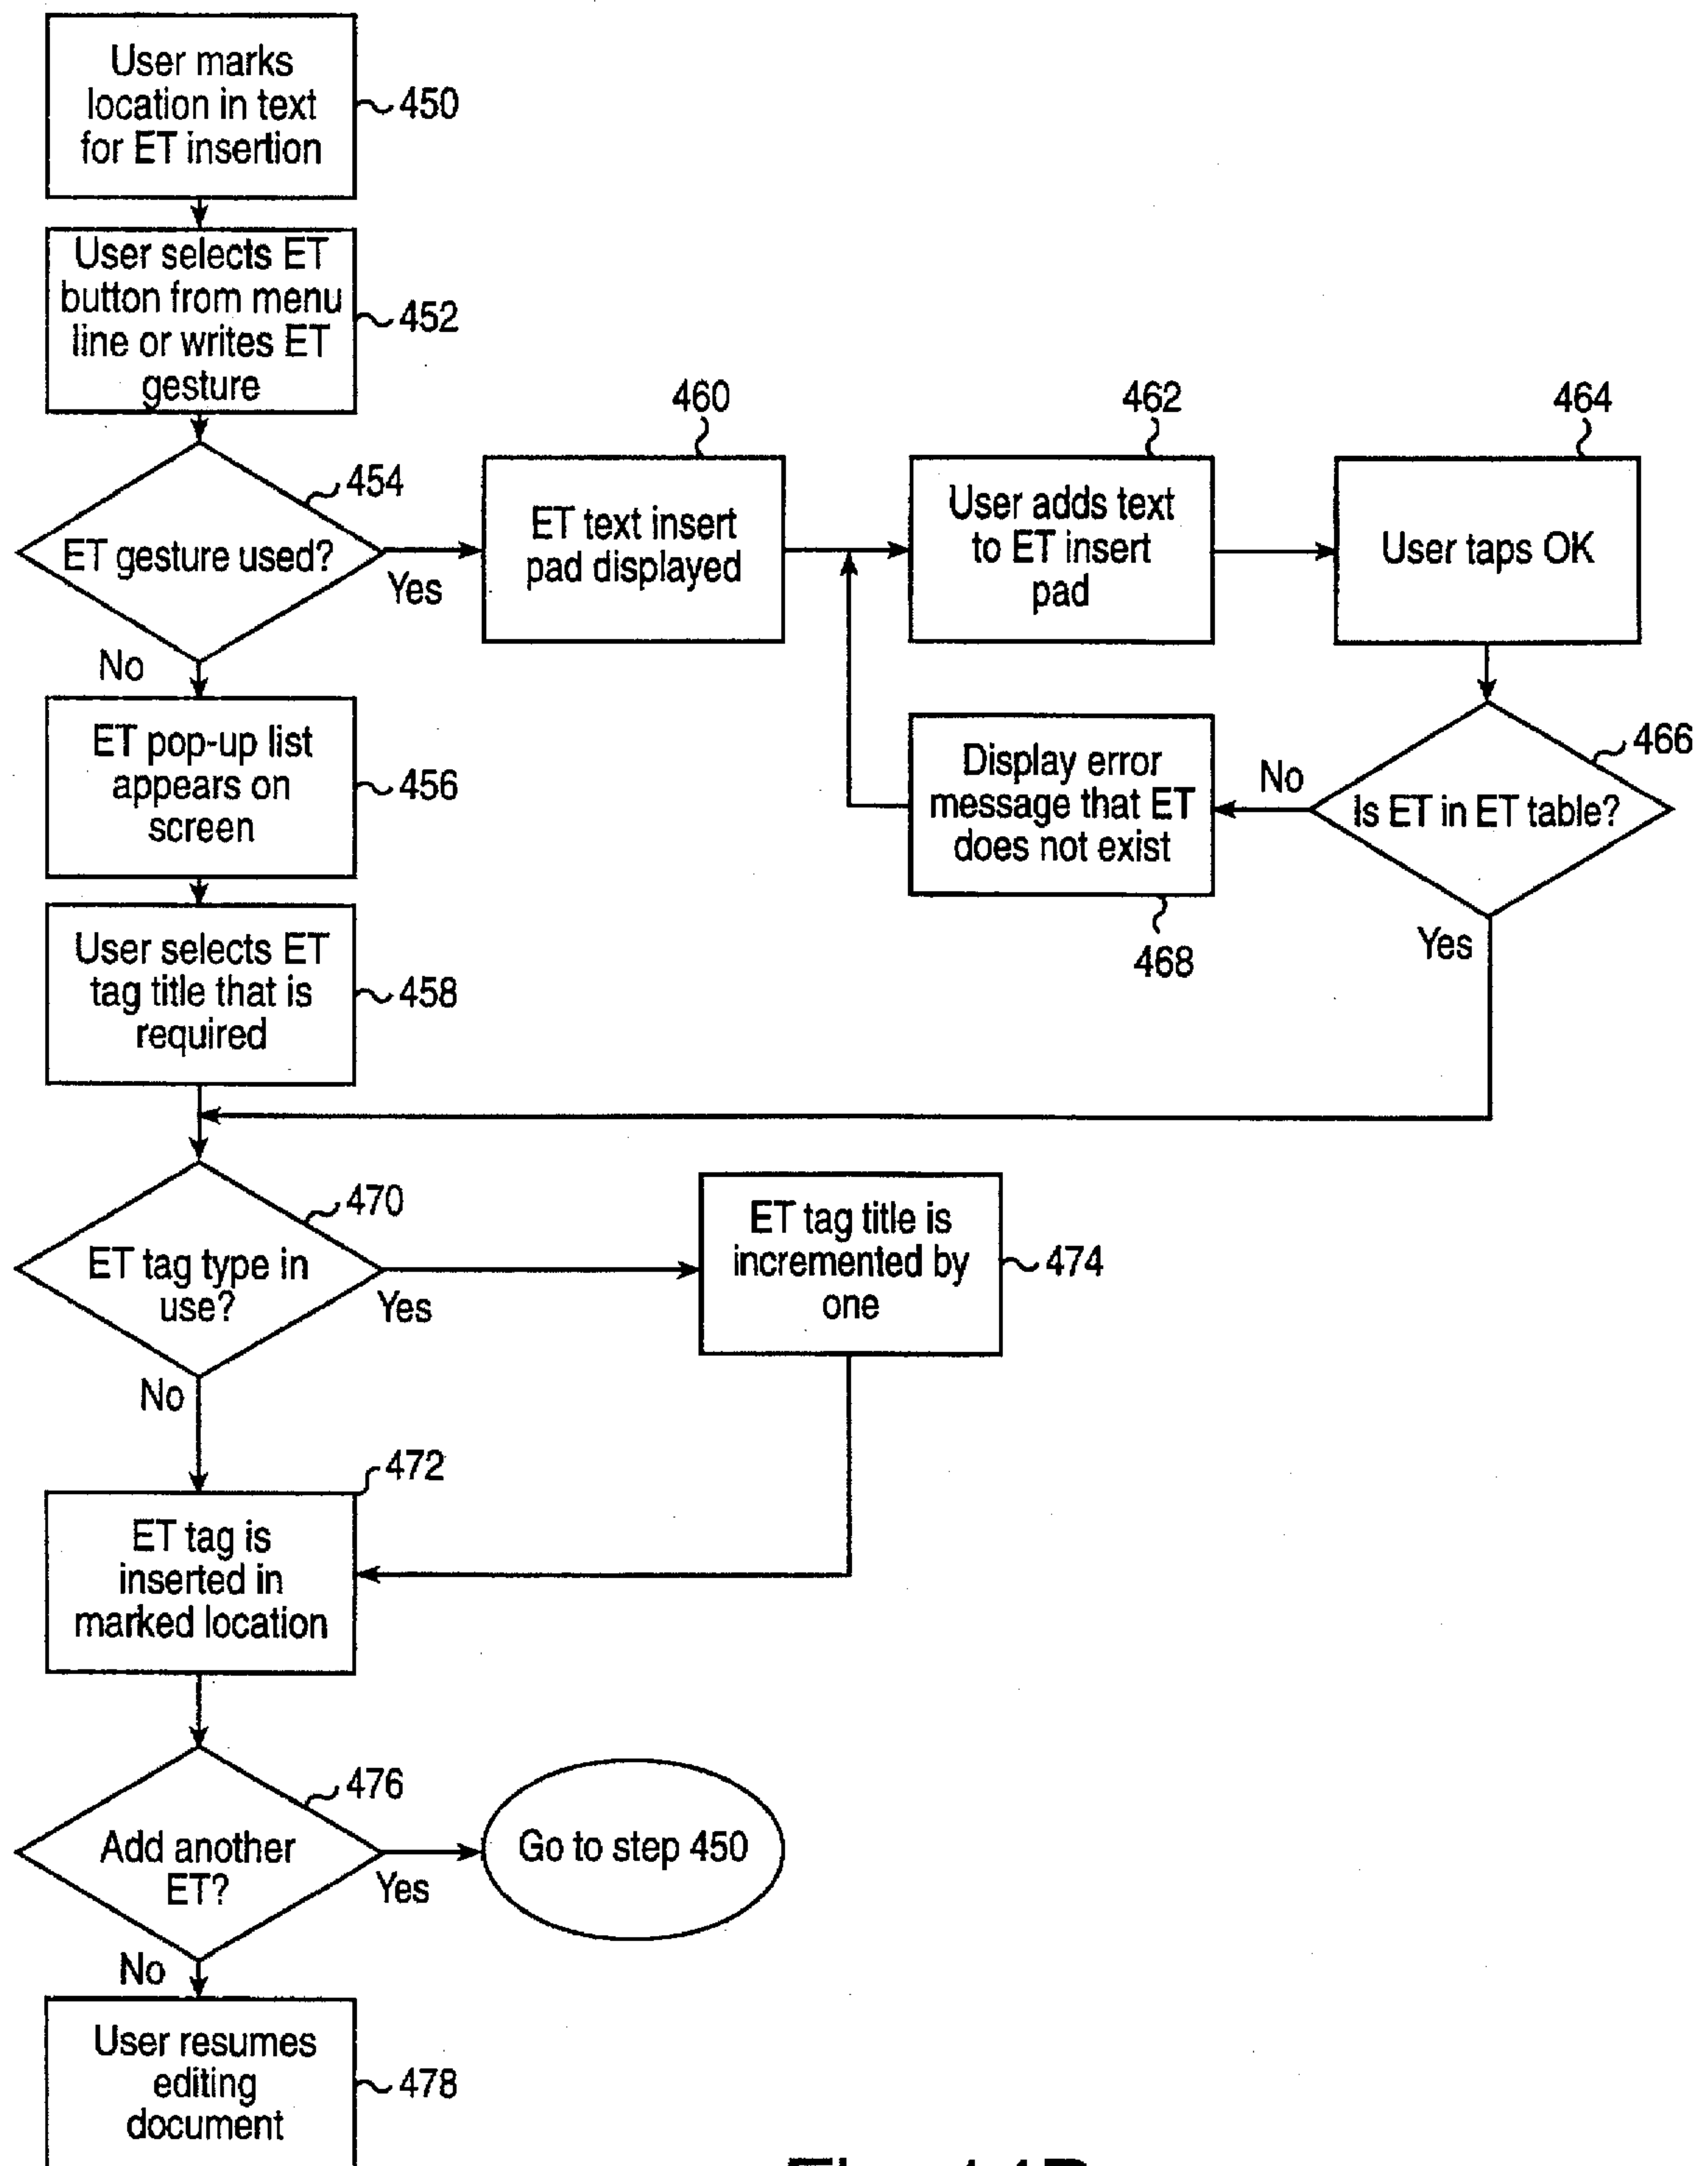 User marks
location in text
for ET insertion
450
User selects ET
button from menu
line or writes ET
gesture
452
454
ET gesture used?
Yes
No
460
ET text insert
pad displayed
462
User adds text
to ET insert
pad
464
User taps OK
466
Is ET in ET table?
No
Yes
Display error
message that ET
does not exist
468
ET pop-up list
appears on
screen
456
User selects ET
tag title that is
required
458
470
ET tag type in
use?
Yes
No
ET tag title is
incremented by
one
474
472
ET tag is
inserted in
marked location
476
Add another
ET?
Yes
No
Go to step 450
User resumes
editing
document
478